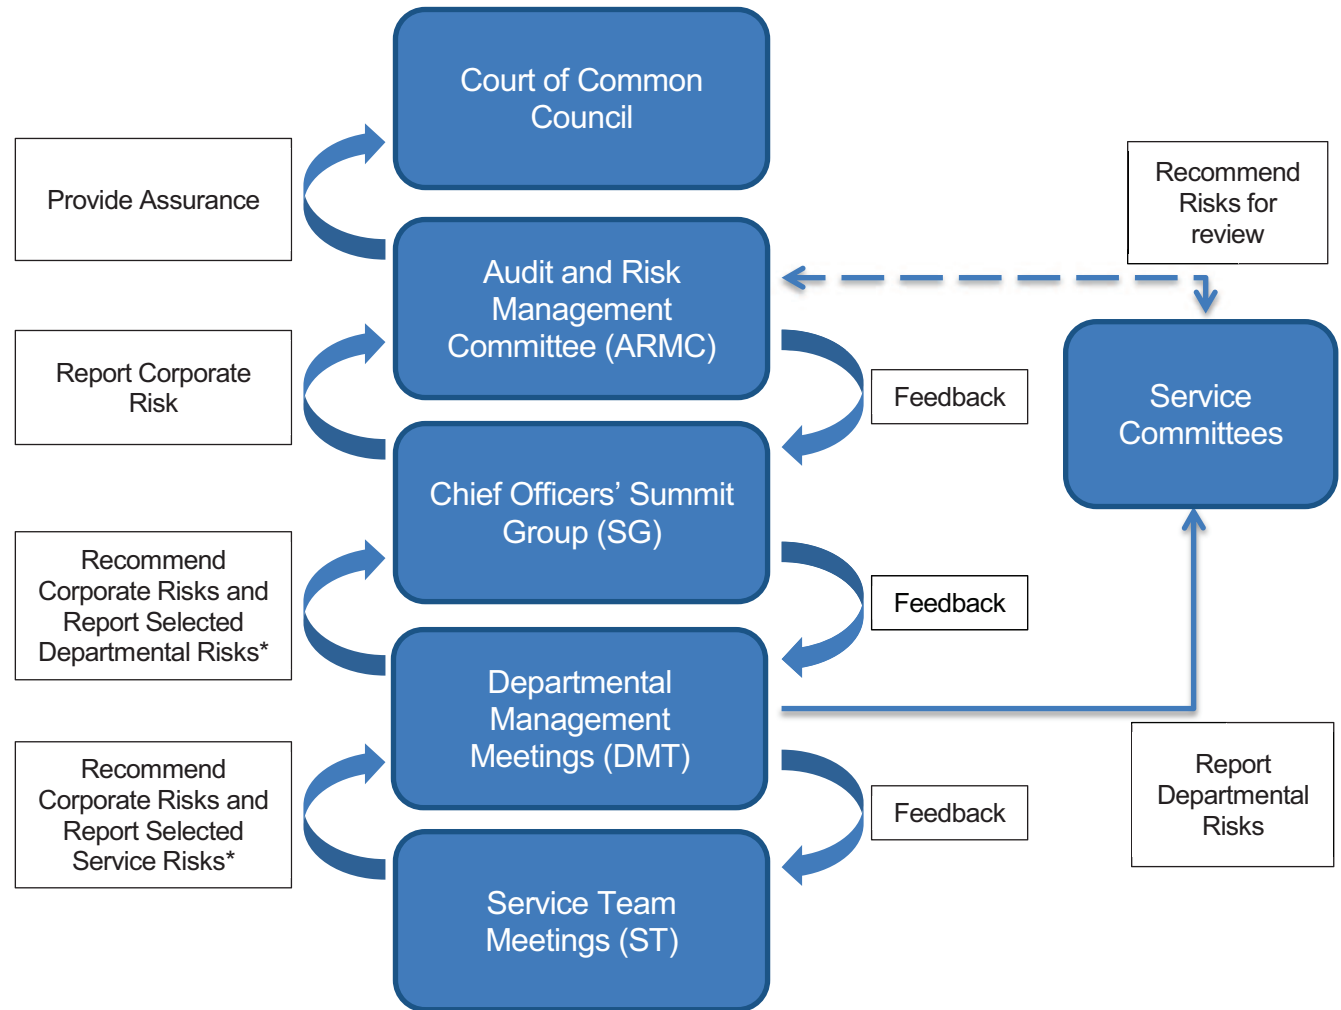 Court of Common
Council
Provide Assurance
Recommend
Risks for
review
Audit and Risk
Management
Committee (ARMC)
Report Corporate
Risk
Feedback
Service
Committees
Chief Officers’ Summit
Group (SG)
Recommend
Corporate Risks and
Report Selected
Departmental Risks*
Feedback
Departmental
Management
Meetings (DMT)
Recommend
Corporate Risks and
Report Selected
Service Risks*
Feedback
Report
Departmental
Risks
Service Team
Meetings (ST)